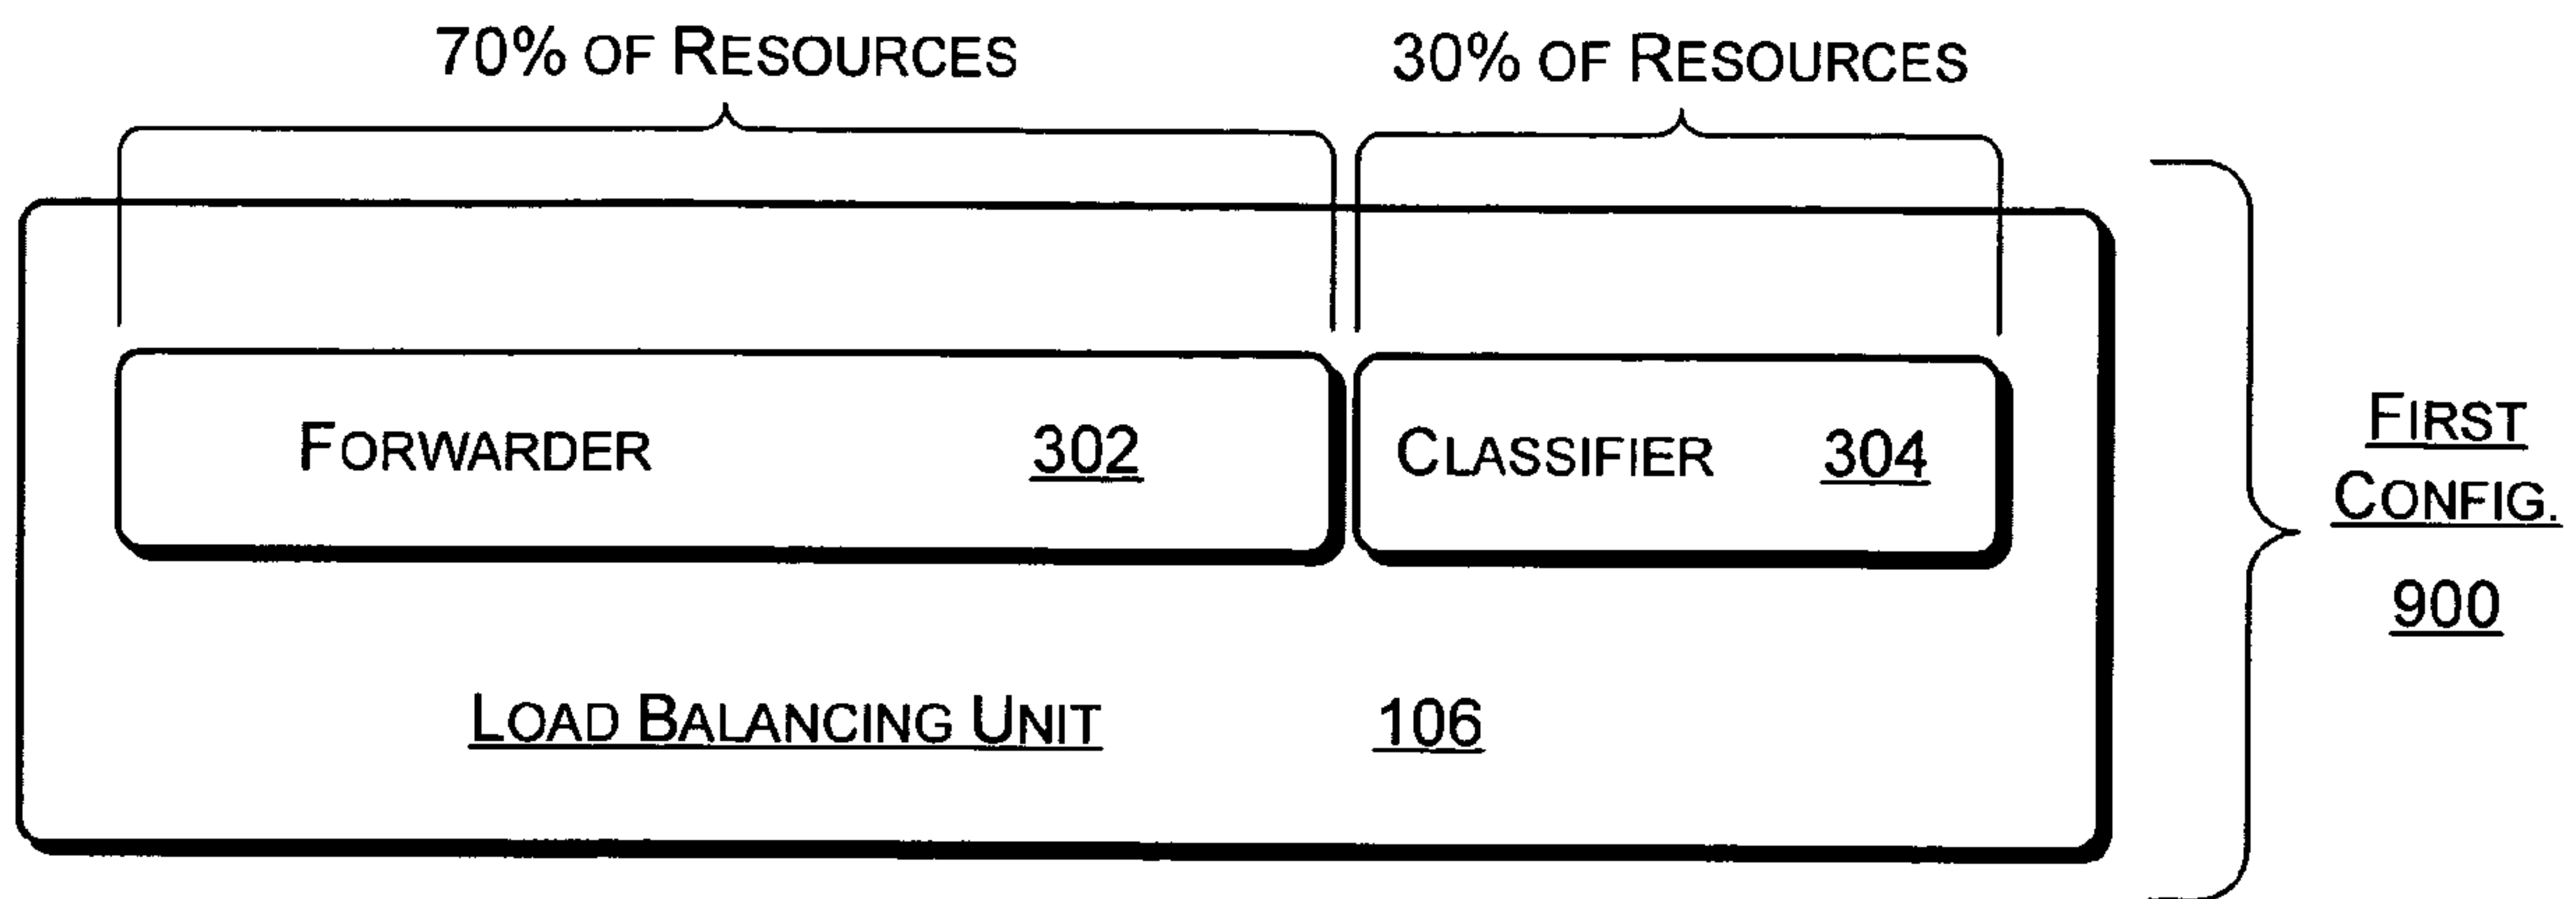 70% OF RESOURCES
30% OF RESOURCES
FORWARDER 302
CLASSIFIER 304
FIRST
CONFIG.
900
LOAD BALANCING UNIT 106